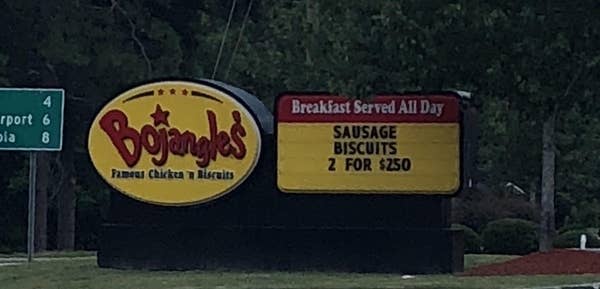 4
rport 6
bia 8
Bojangles'
Famous Chicken 'n Biscuits
Breakfast Served All Day
SAUSAGE
BISCUITS
2 FOR $250